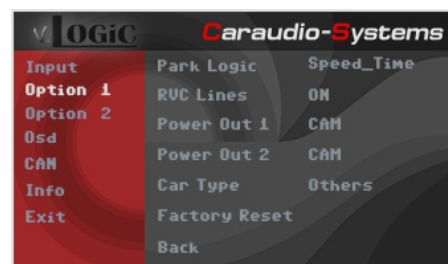 v.LOGiC Caraudio-Systems
Input
Option 1
Option 2
Osd
CAN
Info
Exit
Park Logic Speed_Time
RVC Lines ON
Power Out 1 CAM
Power Out 2 CAM
Car Type Others
Factory Reset
Back